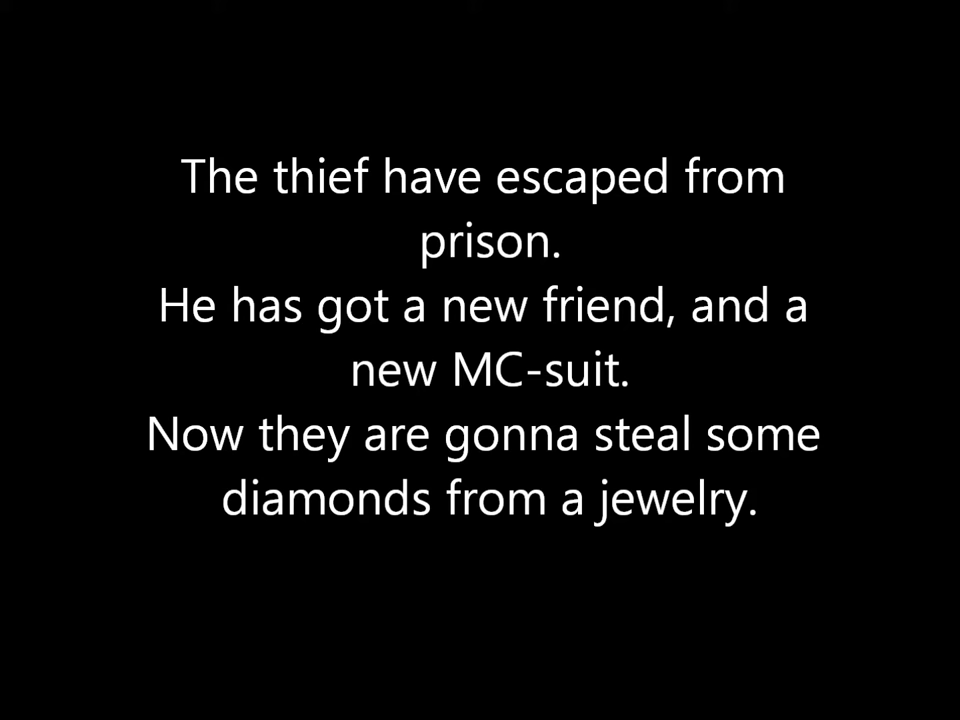 The thief have escaped from
prison.
He has got a new friend, and a
new MC-suit.
Now they are gonna steal some
diamonds from a jewelry.